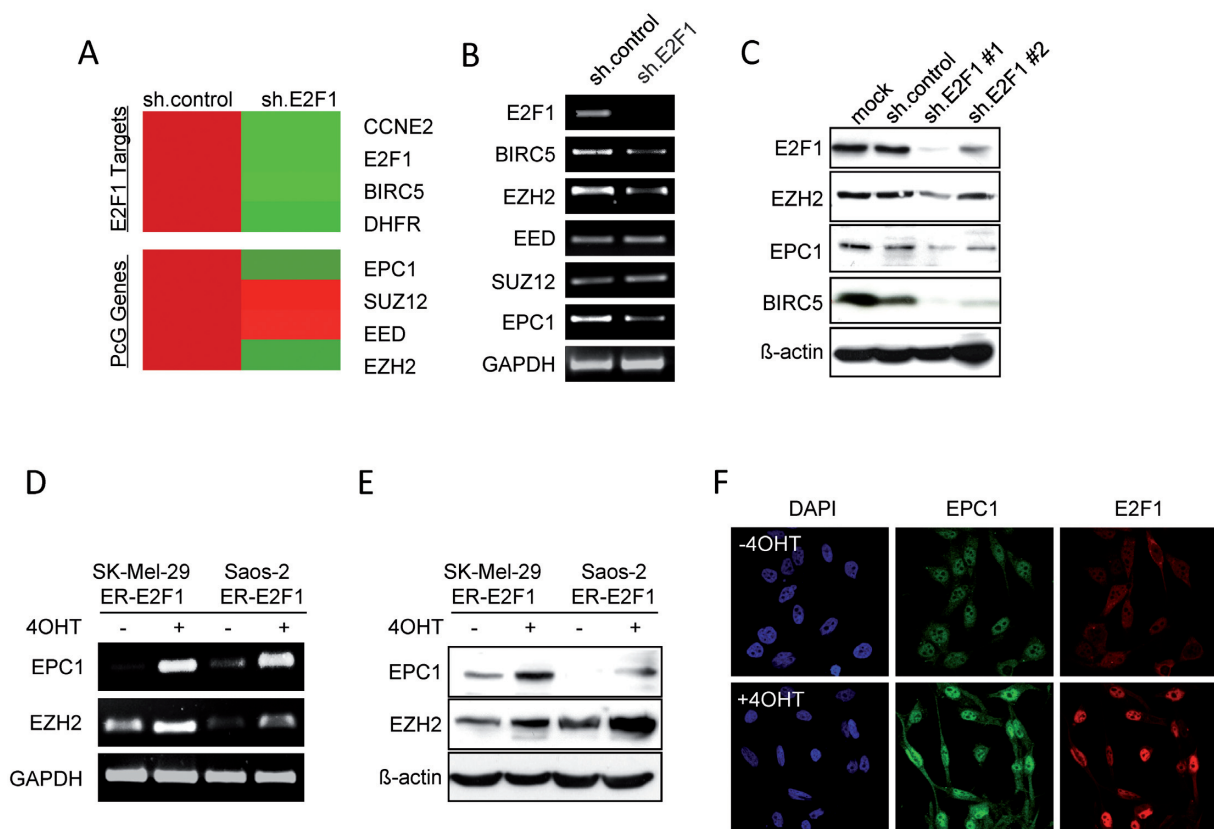 A
sh.control sh.E2F1
E2F1 Targets
CCNE2
E2F1
BIRC5
DHFR
PcG Genes
EPC1
SUZ12
EED
EZH2
B
sh.control
sh.E2F1
E2F1
BIRC5
EZH2
EED
SUZ12
EPC1
GAPDH
C
mock
sh.control
sh.E2F1 #1
sh.E2F1 #2
E2F1
EZH2
EPC1
BIRC5
ß-actin
D
SK-Mel-29 Saos-2
ER-E2F1 ER-E2F1
4OHT - + - +
EPC1
EZH2
GAPDH
E
SK-Mel-29 Saos-2
ER-E2F1 ER-E2F1
4OHT - + - +
EPC1
EZH2
ß-actin
F
DAPI EPC1 E2F1
-4OHT
+4OHT